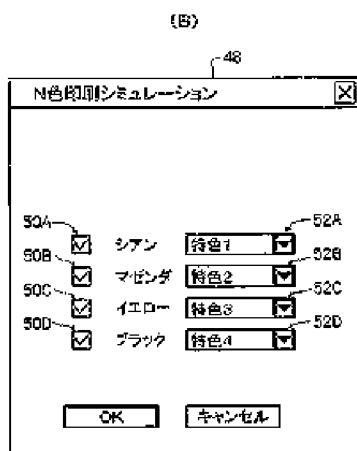 (B)
48
N色印刷シミュレーション
50A シアン 特色1 52A
50B マゼンダ 特色2 52B
50C イエロー 特色3 52C
50D ブラック 特色4 52D
OK キャンセル